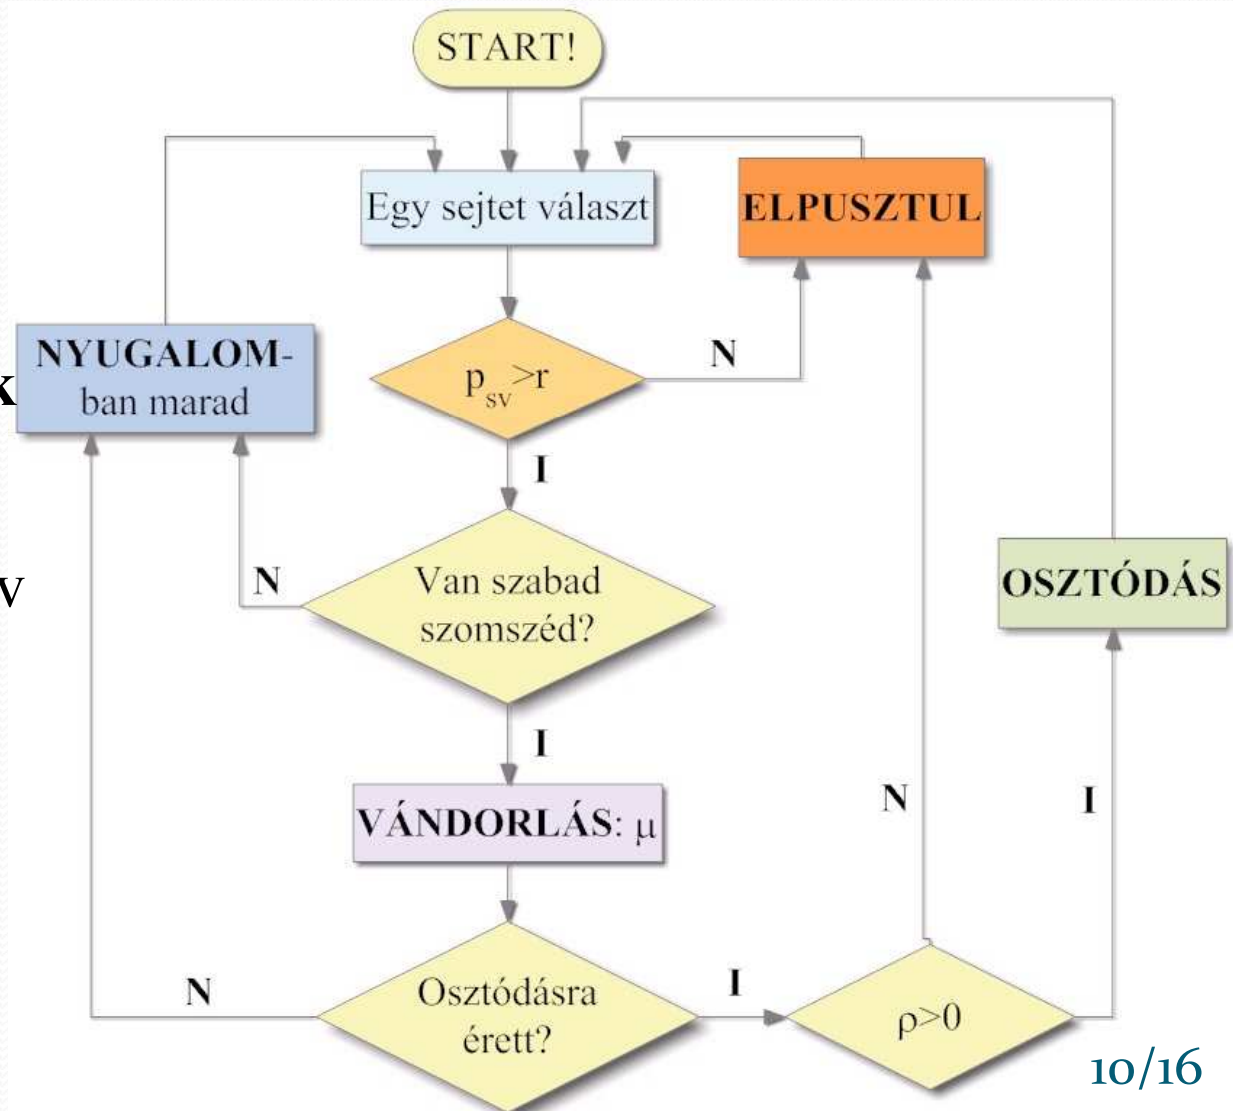 START!
Egy sejtet választ
ELPUSZTUL
NYUGALOM-
ban marad
k
p_sv>r
N
I
v
N
Van szabad
szomszéd?
OSZTÓDÁS
I
VÁNDORLÁS: μ
N
I
N
Osztódásra
érett?
I
ρ>0
10/16